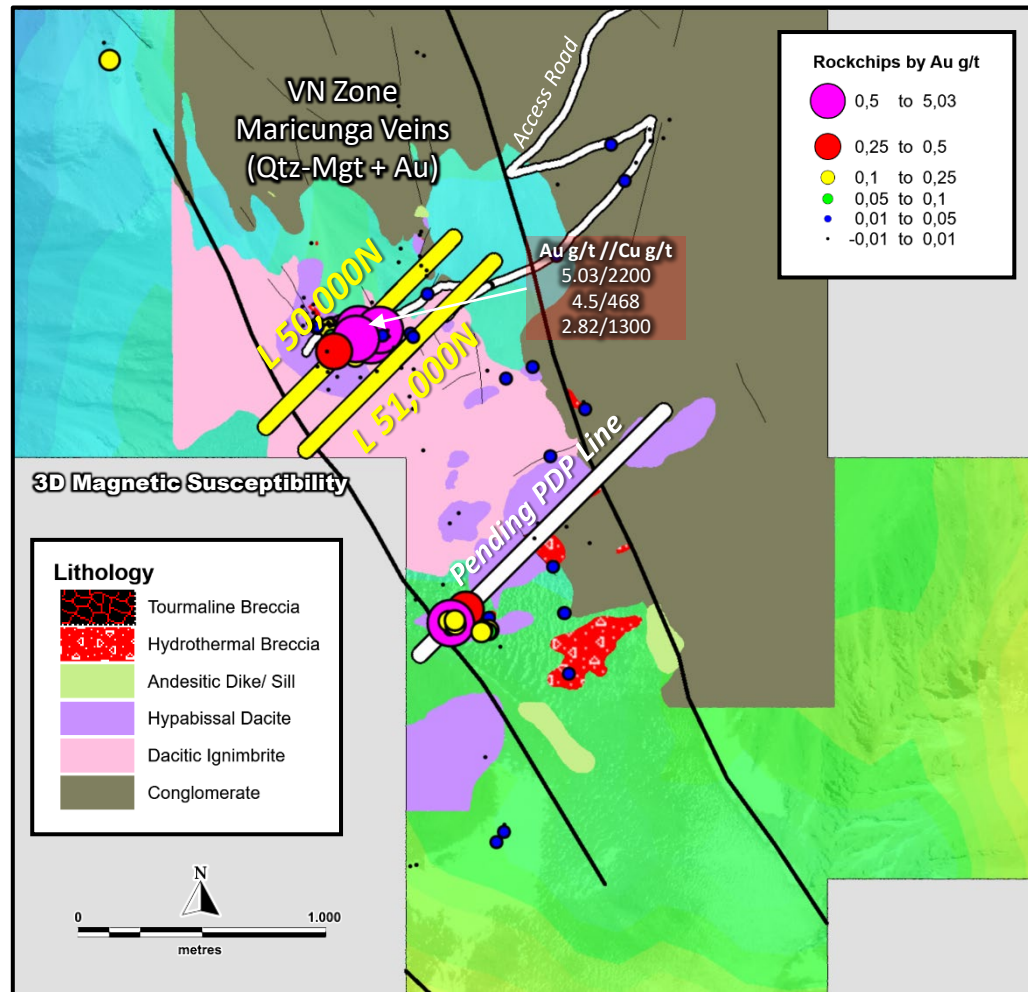 VN Zone
Maricunga Veins
(Qtz-Mgt + Au)
Access Road
Rockchips by Au g/t
0,5 to 5,03
0,25 to 0,5
0,1 to 0,25
0,05 to 0,1
0,01 to 0,05
-0,01 to 0,01
Au g/t //Cu g/t
5.03/2200
4.5/468
2.82/1300
L 50,000N
L 51,000N
Pending PDP Line
3D Magnetic Susceptibility
Lithology
Tourmaline Breccia
Hydrothermal Breccia
Andesitic Dike/ Sill
Hypabissal Dacite
Dacitic Ignimbrite
Conglomerate
N
0 1.000
metres